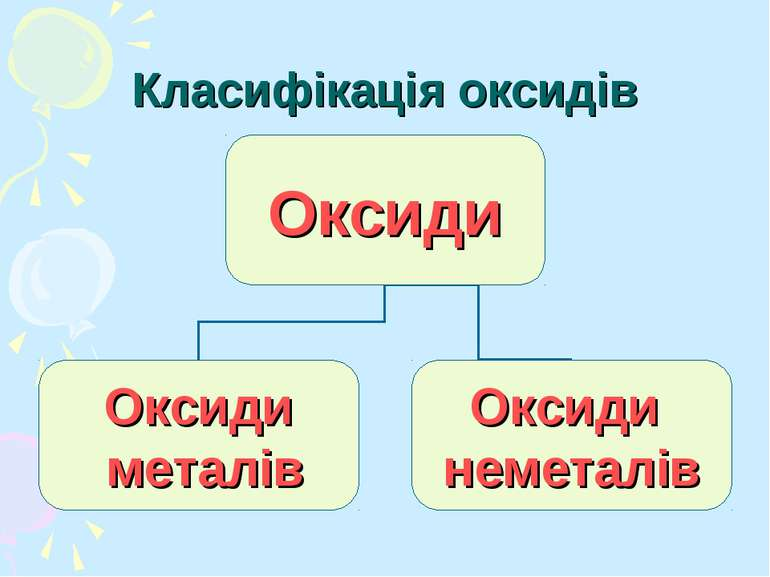 Класифікація оксидів
Оксиди
Оксиди
металів
Оксиди
неметалів